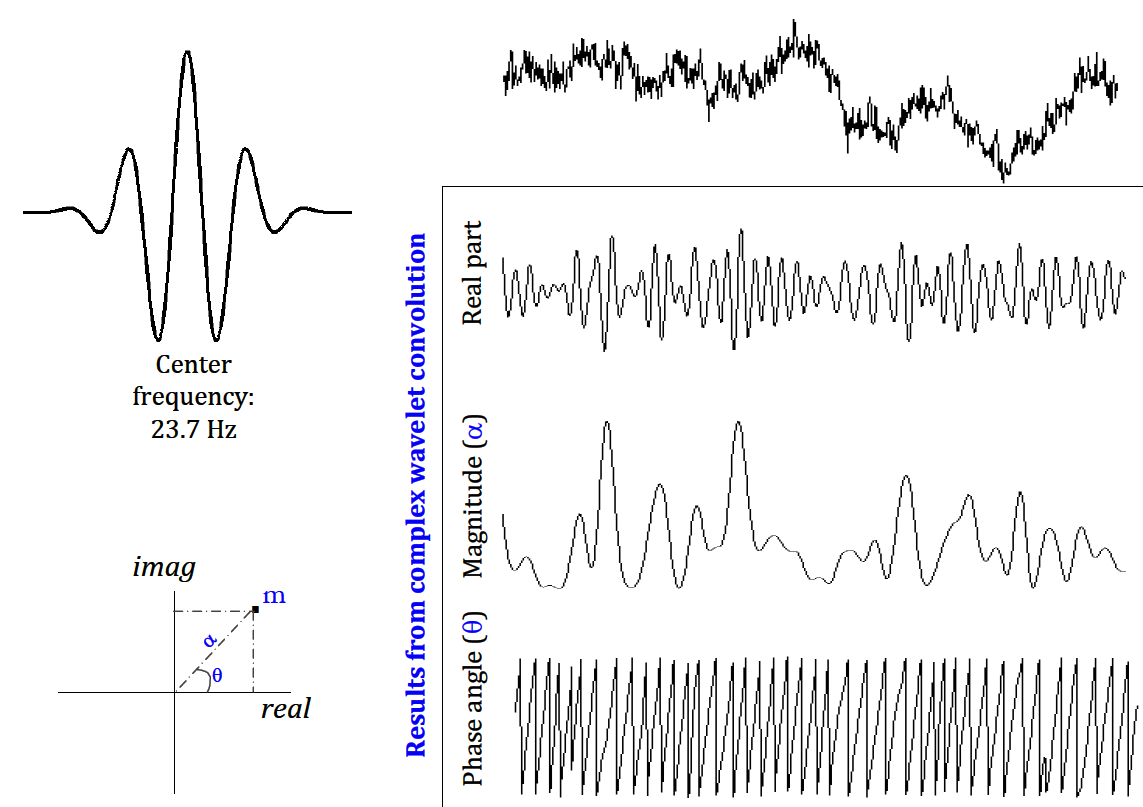 Center
frequency:
23.7 Hz
imag
m
α
θ
real
Results from complex wavelet convolution
Real part
Magnitude (α)
Phase angle (θ)